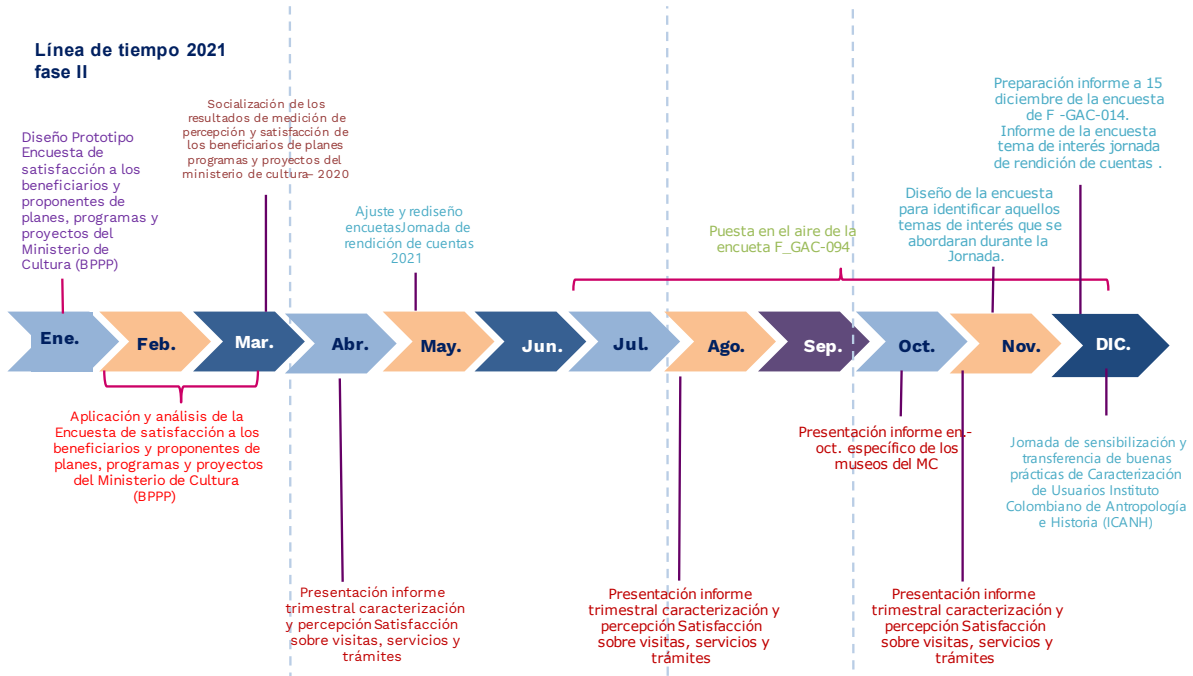 Línea de tiempo 2021
fase II
Diseño Prototipo
Encuesta de
satisfacción a los
beneficiarios y
proponentes de
planes, programas y
proyectos del
Ministerio de
Cultura (BPPP)
Socialización de los
resultados de medición de
percepción y satisfacción de
los beneficiarios de planes
programas y proyectos del
ministerio de cultura– 2020
Ajuste y rediseño
encuetasJornada de
rendición de cuentas
2021
Puesta en el aire de la
encueta F_GAC-094
Diseño de la encuesta
para identificar aquellos
temas de interés que se
abordaran durante la
Jornada.
Preparación informe a 15
diciembre de la encuesta
de F -GAC-014.
Informe de la encuesta
tema de interés jornada
de rendición de cuentas .
Ene.
Feb.
Mar.
Abr.
May.
Jun.
Jul.
Ago.
Sep.
Oct.
Nov.
DIC.
Aplicación y análisis de la
Encuesta de satisfacción a los
beneficiarios y proponentes de
planes, programas y proyectos
del Ministerio de Cultura
(BPPP)
Presentación informe
trimestral caracterización
y percepción Satisfacción
sobre visitas, servicios y
trámites
Presentación informe
trimestral caracterización y
percepción Satisfacción
sobre visitas, servicios y
trámites
Presentación informe en.-
oct. específico de los
museos del MC
Presentación informe
trimestral caracterización y
percepción Satisfacción
sobre visitas, servicios y
trámites
Jornada de sensibilización y
transferencia de buenas
prácticas de Caracterización
de Usuarios Instituto
Colombiano de Antropología
e Historia (ICANH)